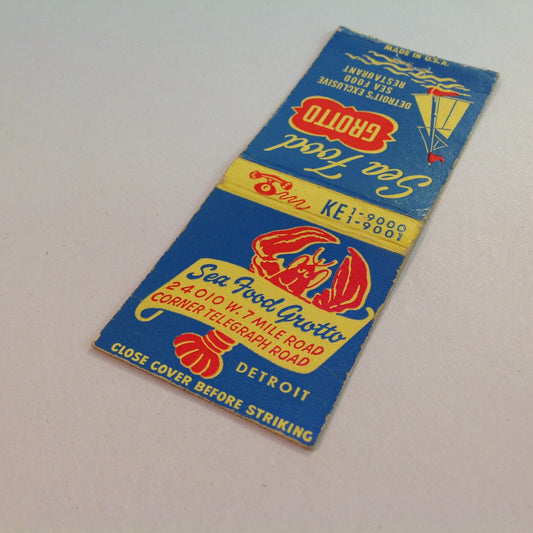 MADE IN U.S.A.
DETROIT'S EXCLUSIVE
SEA FOOD
RESTAURANT
GROTTO
Sea Food
KE 1-9000
1-9001
Sea Food Grotto
24010 W. 7 MILE ROAD
CORNER TELEGRAPH ROAD
DETROIT
CLOSE COVER BEFORE STRIKING